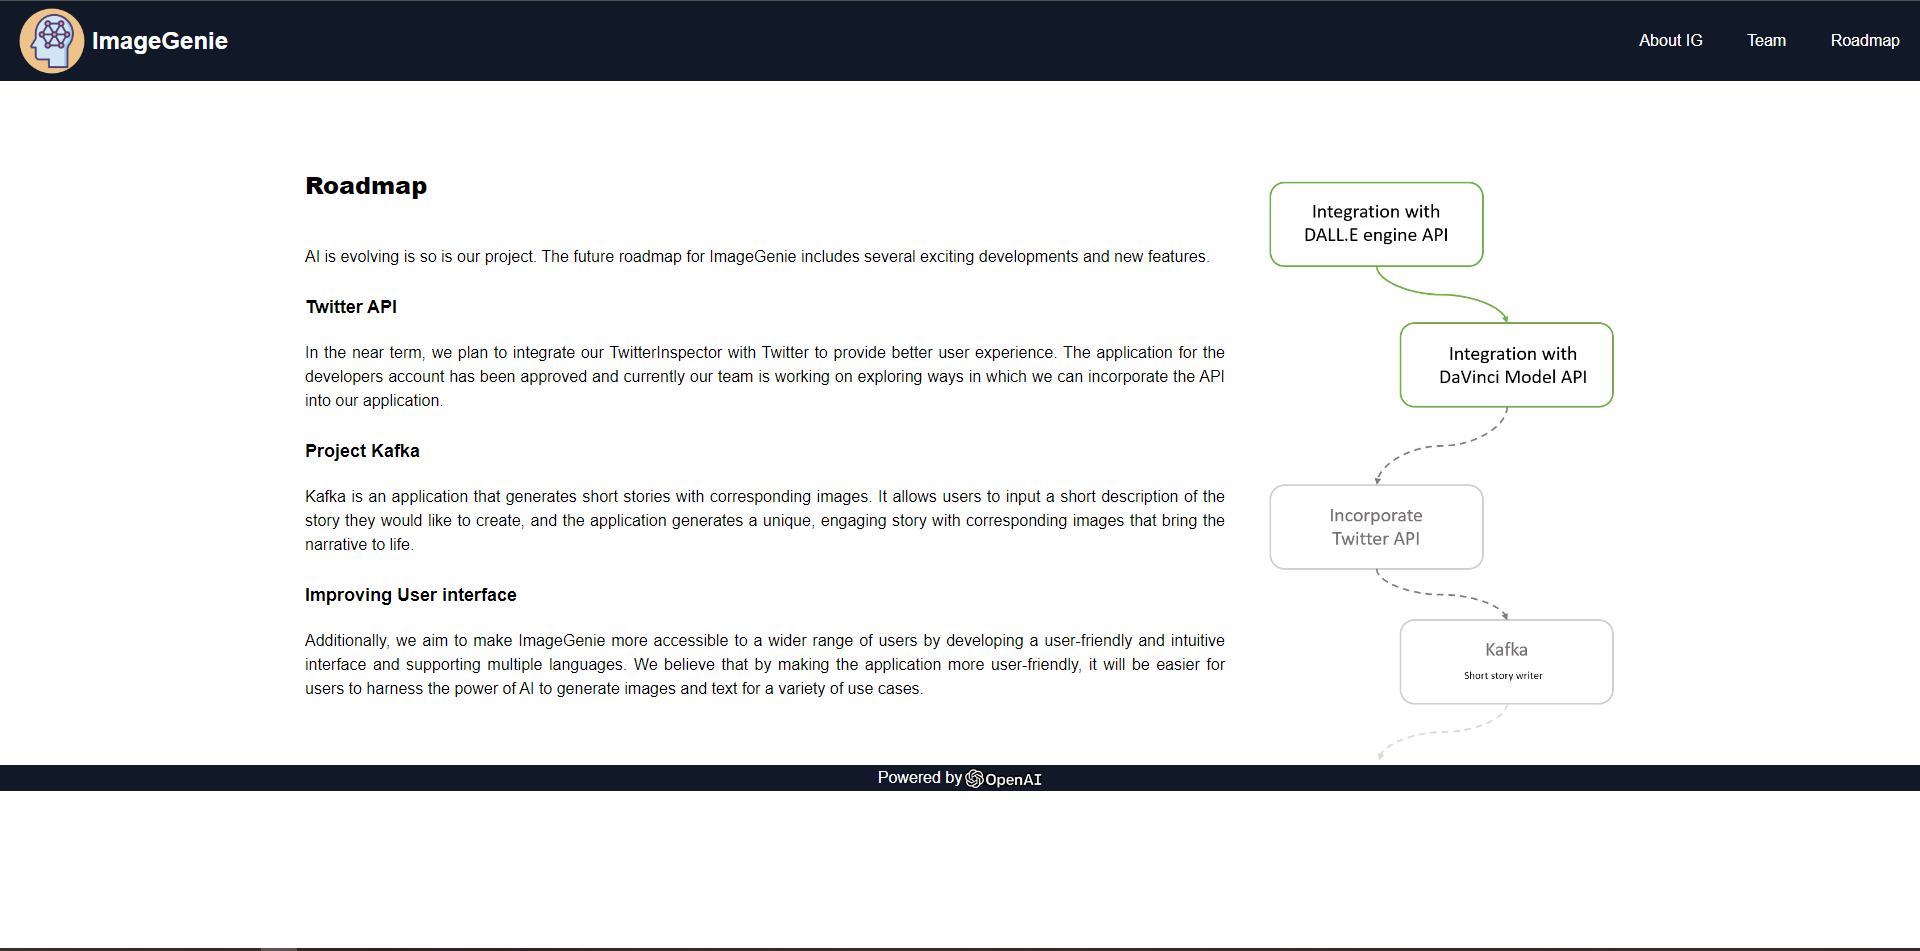 ImageGenie
About IG
Team
Roadmap
Roadmap
AI is evolving is so is our project. The future roadmap for ImageGenie includes several exciting developments and new features.
Twitter API
In the near term, we plan to integrate our TwitterInspector with Twitter to provide better user experience. The application for the
developers account has been approved and currently our team is working on exploring ways in which we can incorporate the API
into our application.
Project Kafka
Kafka is an application that generates short stories with corresponding images. It allows users to input a short description of the
story they would like to create, and the application generates a unique, engaging story with corresponding images that bring the
narrative to life.
Improving User interface
Additionally, we aim to make ImageGenie more accessible to a wider range of users by developing a user-friendly and intuitive
interface and supporting multiple languages. We believe that by making the application more user-friendly, it will be easier for
users to harness the power of AI to generate images and text for a variety of use cases.
Integration with
DALL.E engine API
Integration with
DaVinci Model API
Incorporate
Twitter API
Kafka
Short story writer
Powered by OpenAI